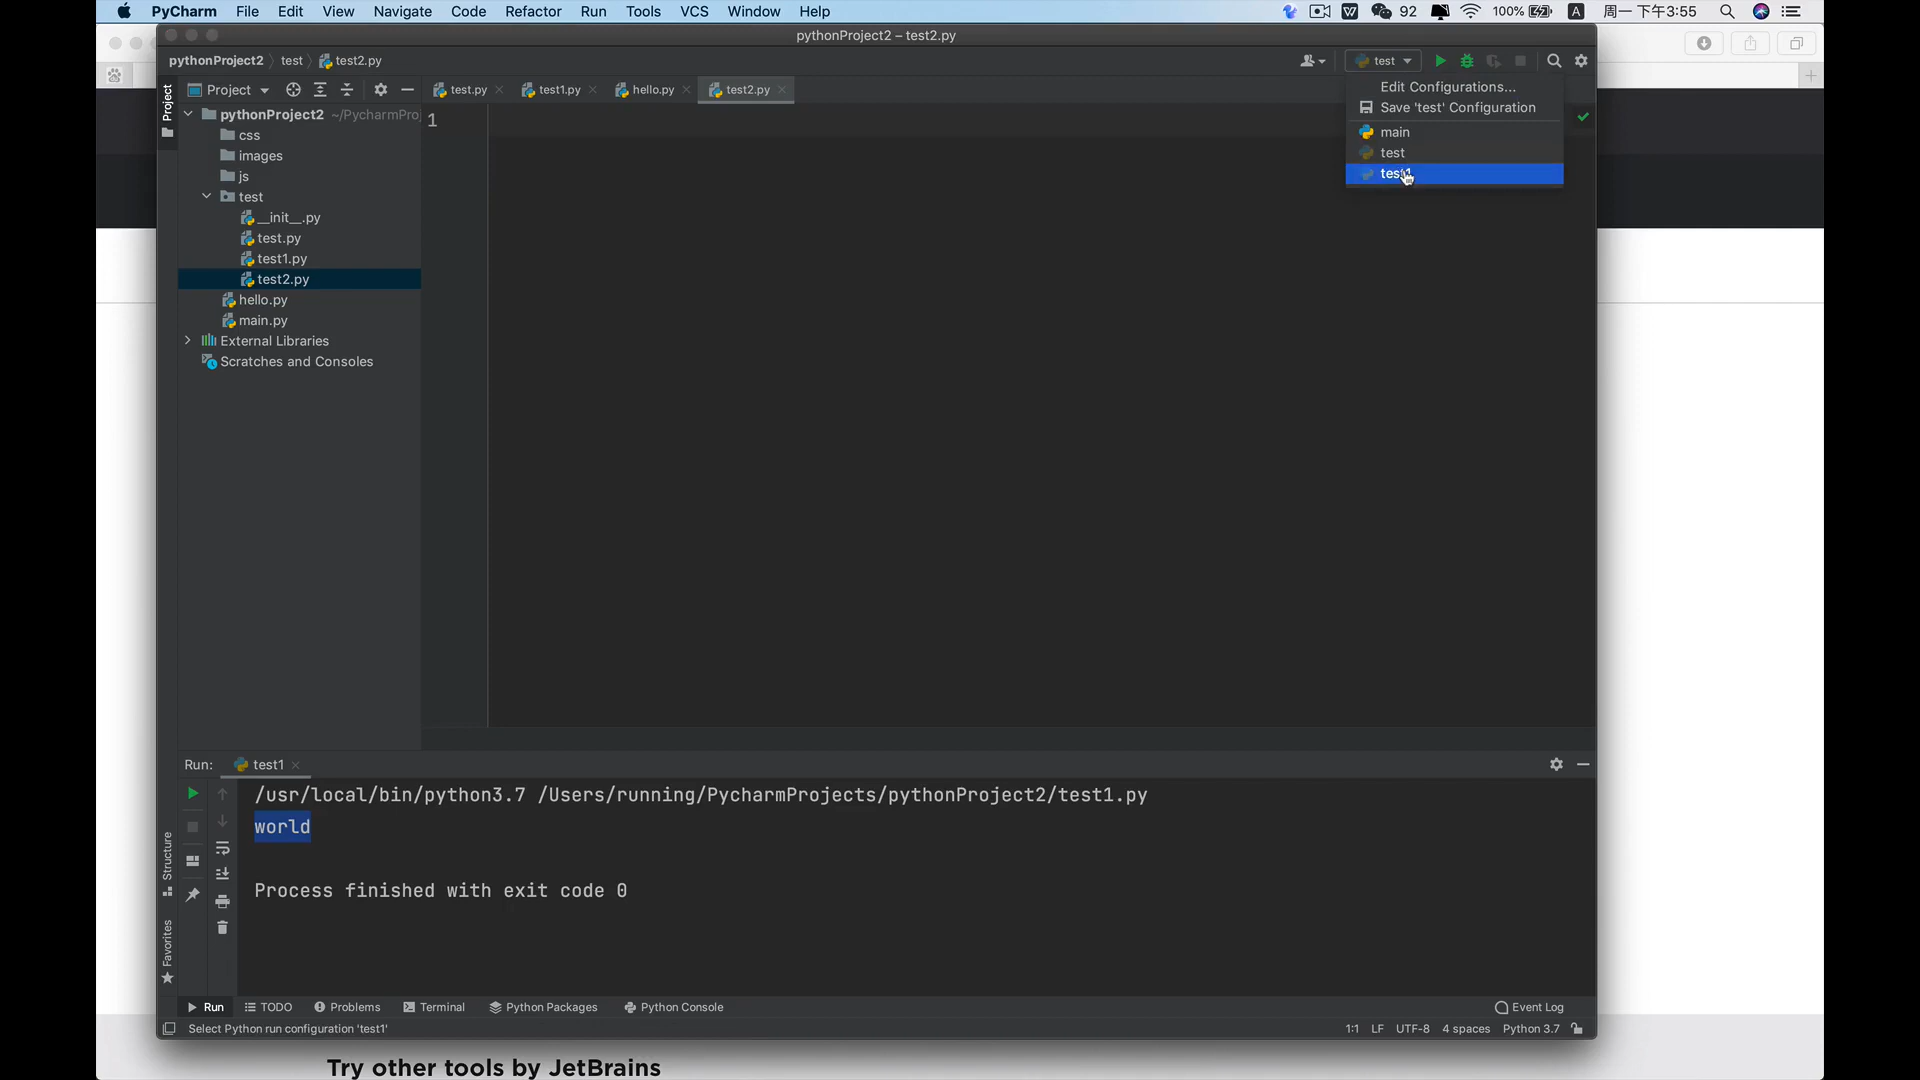 PyCharm File Edit View Navigate Code Refactor Run Tools VCS Window Help 92 100% A 周一 下午3:55
pythonProject2 – test2.py
pythonProject2 test test2.py test
Project test.py test1.py hello.py test2.py
Edit Configurations...
Save 'test' Configuration
main
test
test1
Project
pythonProject2 ~/PycharmPro
css
images
js
test
__init__.py
test.py
test1.py
test2.py
hello.py
main.py
External Libraries
Scratches and Consoles
1
Run: test1
/usr/local/bin/python3.7 /Users/running/PycharmProjects/pythonProject2/test1.py
world
Process finished with exit code 0
Structure
Favorites
Run TODO Problems Terminal Python Packages Python Console Event Log
Select Python run configuration 'test1' 1:1 LF UTF-8 4 spaces Python 3.7
Try other tools by JetBrains